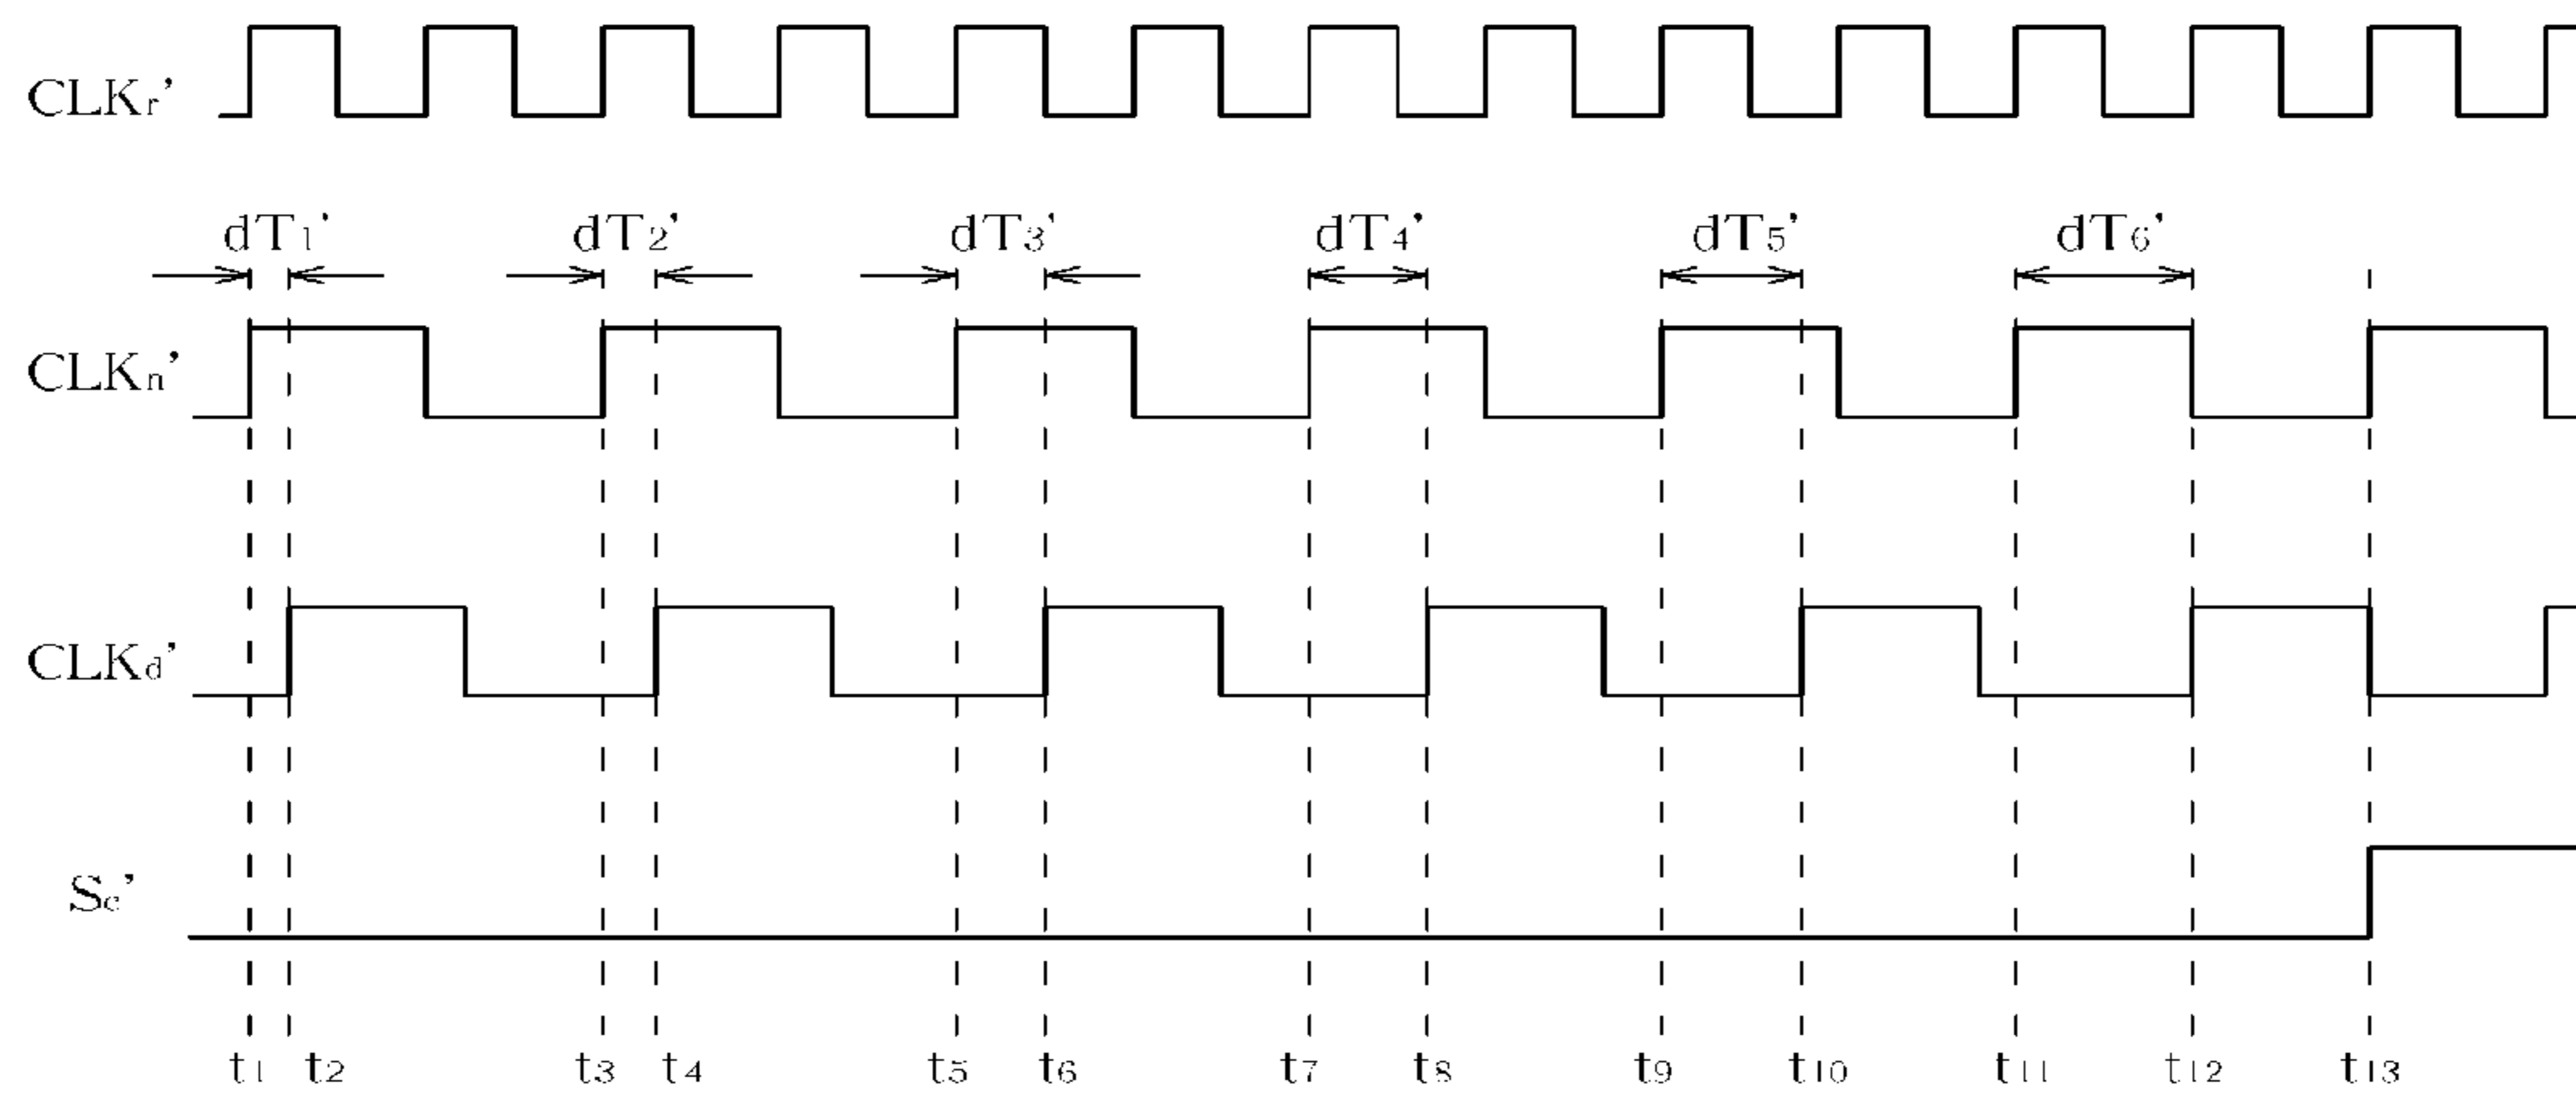 CLKr'
dT1' dT2' dT3' dT4' dT5' dT6'
CLKn'
CLKd'
Sc'
t1 t2 t3 t4 t5 t6 t7 t8 t9 t10 t11 t12 t13